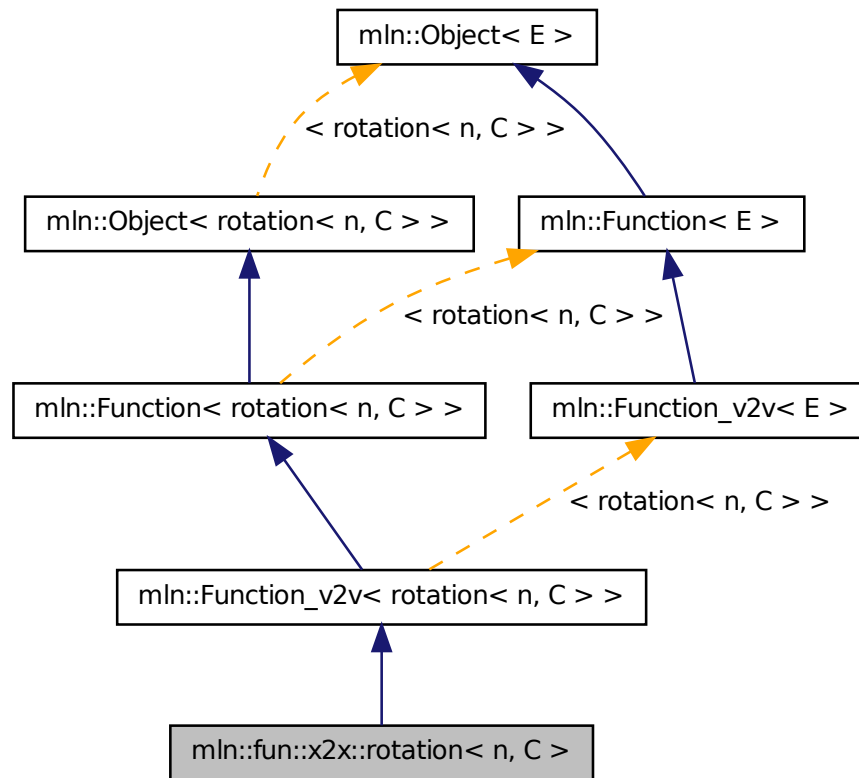 mln::Object< E >
< rotation< n, C > >
mln::Object< rotation< n, C > >
mln::Function< E >
< rotation< n, C > >
mln::Function< rotation< n, C > >
mln::Function_v2v< E >
< rotation< n, C > >
mln::Function_v2v< rotation< n, C > >
mln::fun::x2x::rotation< n, C >